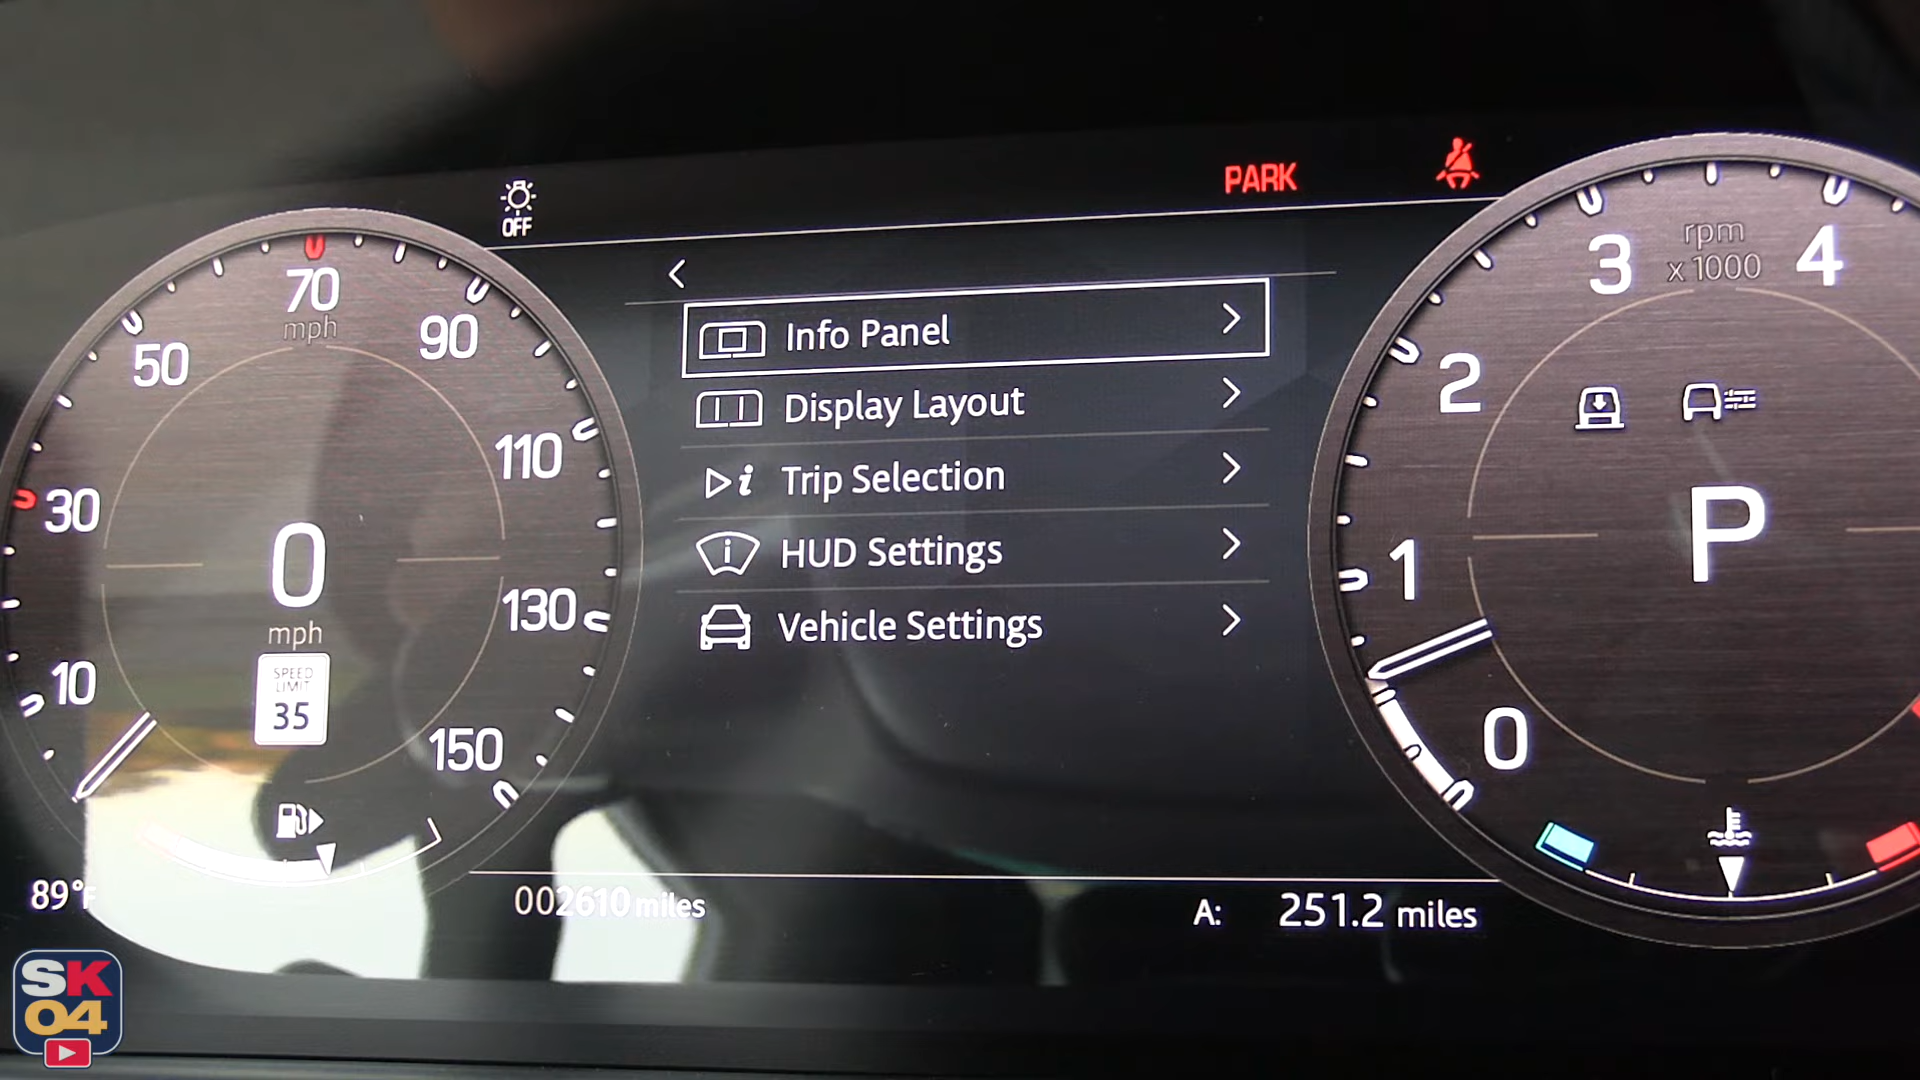 PARK
OFF
70
mph
50
90
30
110
0
mph
130
10
SPEED
LIMIT
35
150
89°F
002610 miles
Info Panel
Display Layout
Trip Selection
HUD Settings
Vehicle Settings
A: 251.2 miles
rpm
x 1000
3
4
2
1
0
P
SK
04